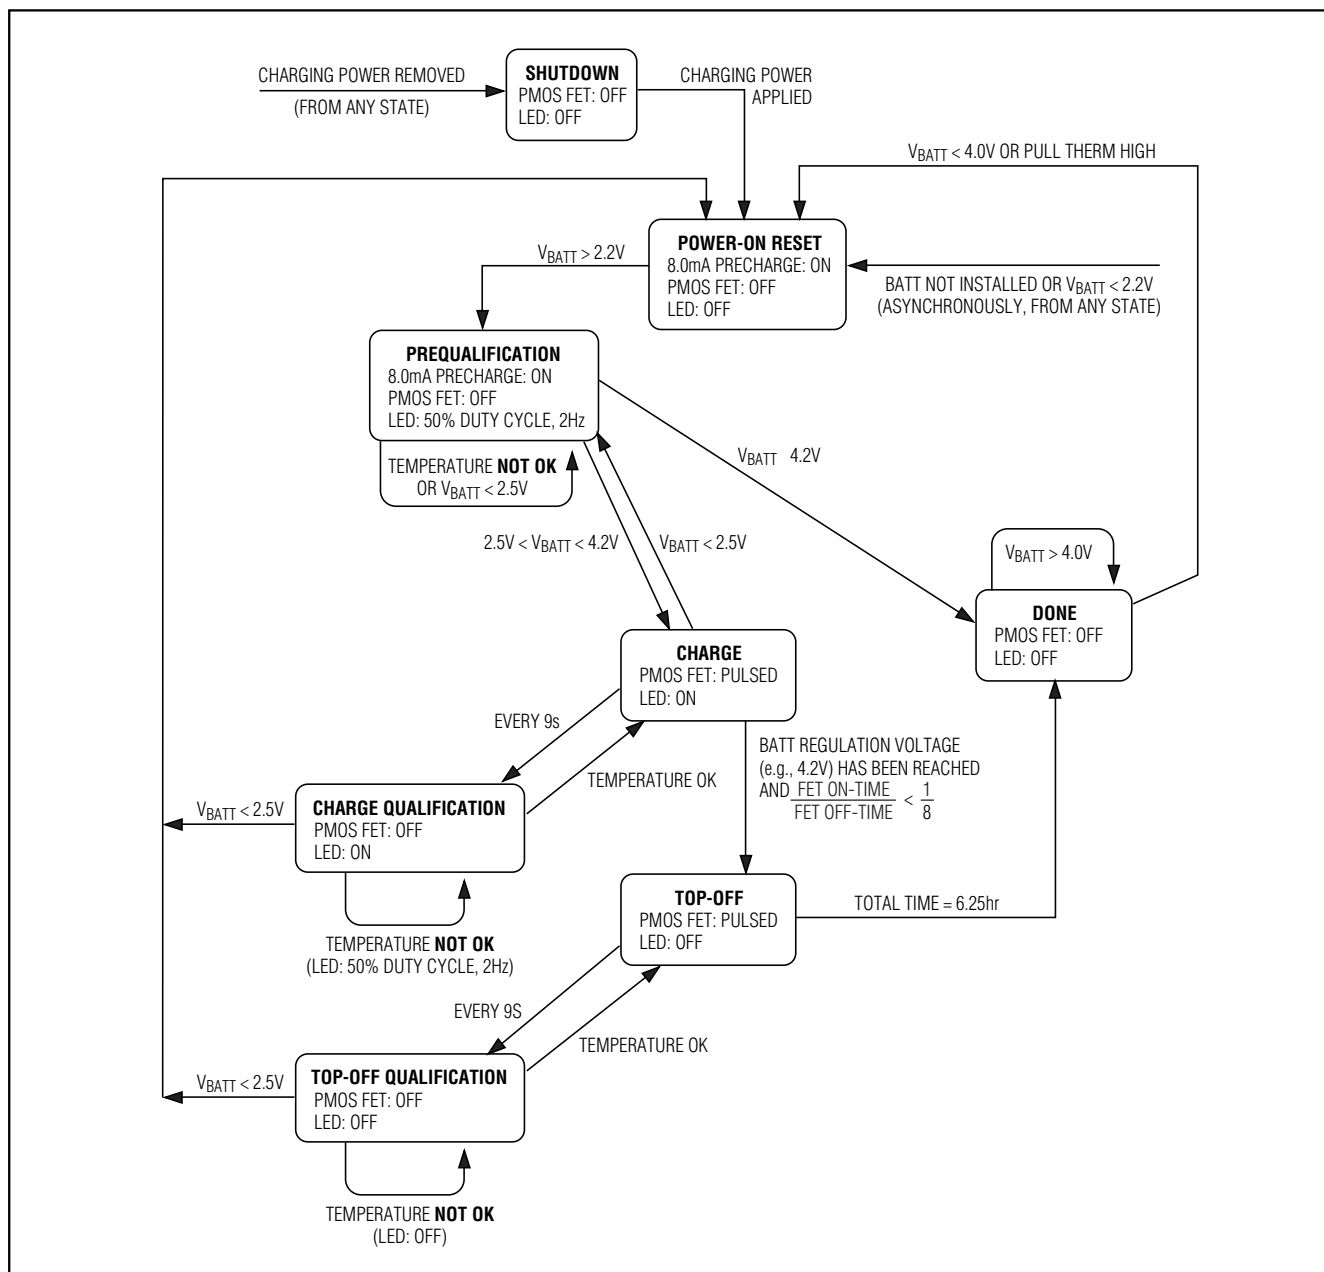 SHUTDOWN
PMOS FET: OFF
LED: OFF
CHARGING POWER REMOVED
(FROM ANY STATE)
CHARGING POWER
APPLIED
VBATT < 4.0V OR PULL THERM HIGH
POWER-ON RESET
8.0mA PRECHARGE: ON
PMOS FET: OFF
LED: OFF
VBATT > 2.2V
BATT NOT INSTALLED OR VBATT < 2.2V
(ASYNCHRONOUSLY, FROM ANY STATE)
PREQUALIFICATION
8.0mA PRECHARGE: ON
PMOS FET: OFF
LED: 50% DUTY CYCLE, 2Hz
TEMPERATURE NOT OK
OR VBATT < 2.5V
VBATT 4.2V
2.5V < VBATT < 4.2V
VBATT < 2.5V
VBATT > 4.0V
DONE
PMOS FET: OFF
LED: OFF
CHARGE
PMOS FET: PULSED
LED: ON
EVERY 9s
TEMPERATURE OK
BATT REGULATION VOLTAGE
(e.g., 4.2V) HAS BEEN REACHED
AND FET ON-TIME / FET OFF-TIME < 1/8
VBATT < 2.5V
CHARGE QUALIFICATION
PMOS FET: OFF
LED: ON
TEMPERATURE NOT OK
(LED: 50% DUTY CYCLE, 2Hz)
TOP-OFF
PMOS FET: PULSED
LED: OFF
TOTAL TIME = 6.25hr
EVERY 9S
TEMPERATURE OK
VBATT < 2.5V
TOP-OFF QUALIFICATION
PMOS FET: OFF
LED: OFF
TEMPERATURE NOT OK
(LED: OFF)